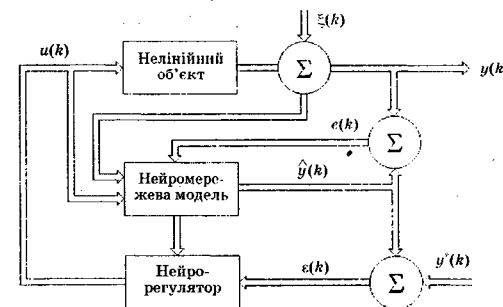 ξ(k)
u(k)
Нелінійний
об’єкт
Σ
y(k
e(k)
Σ
Нейромере-
жева модель
ŷ(k)
Нейро-
регулятор
ε(k)
Σ
y*(k)